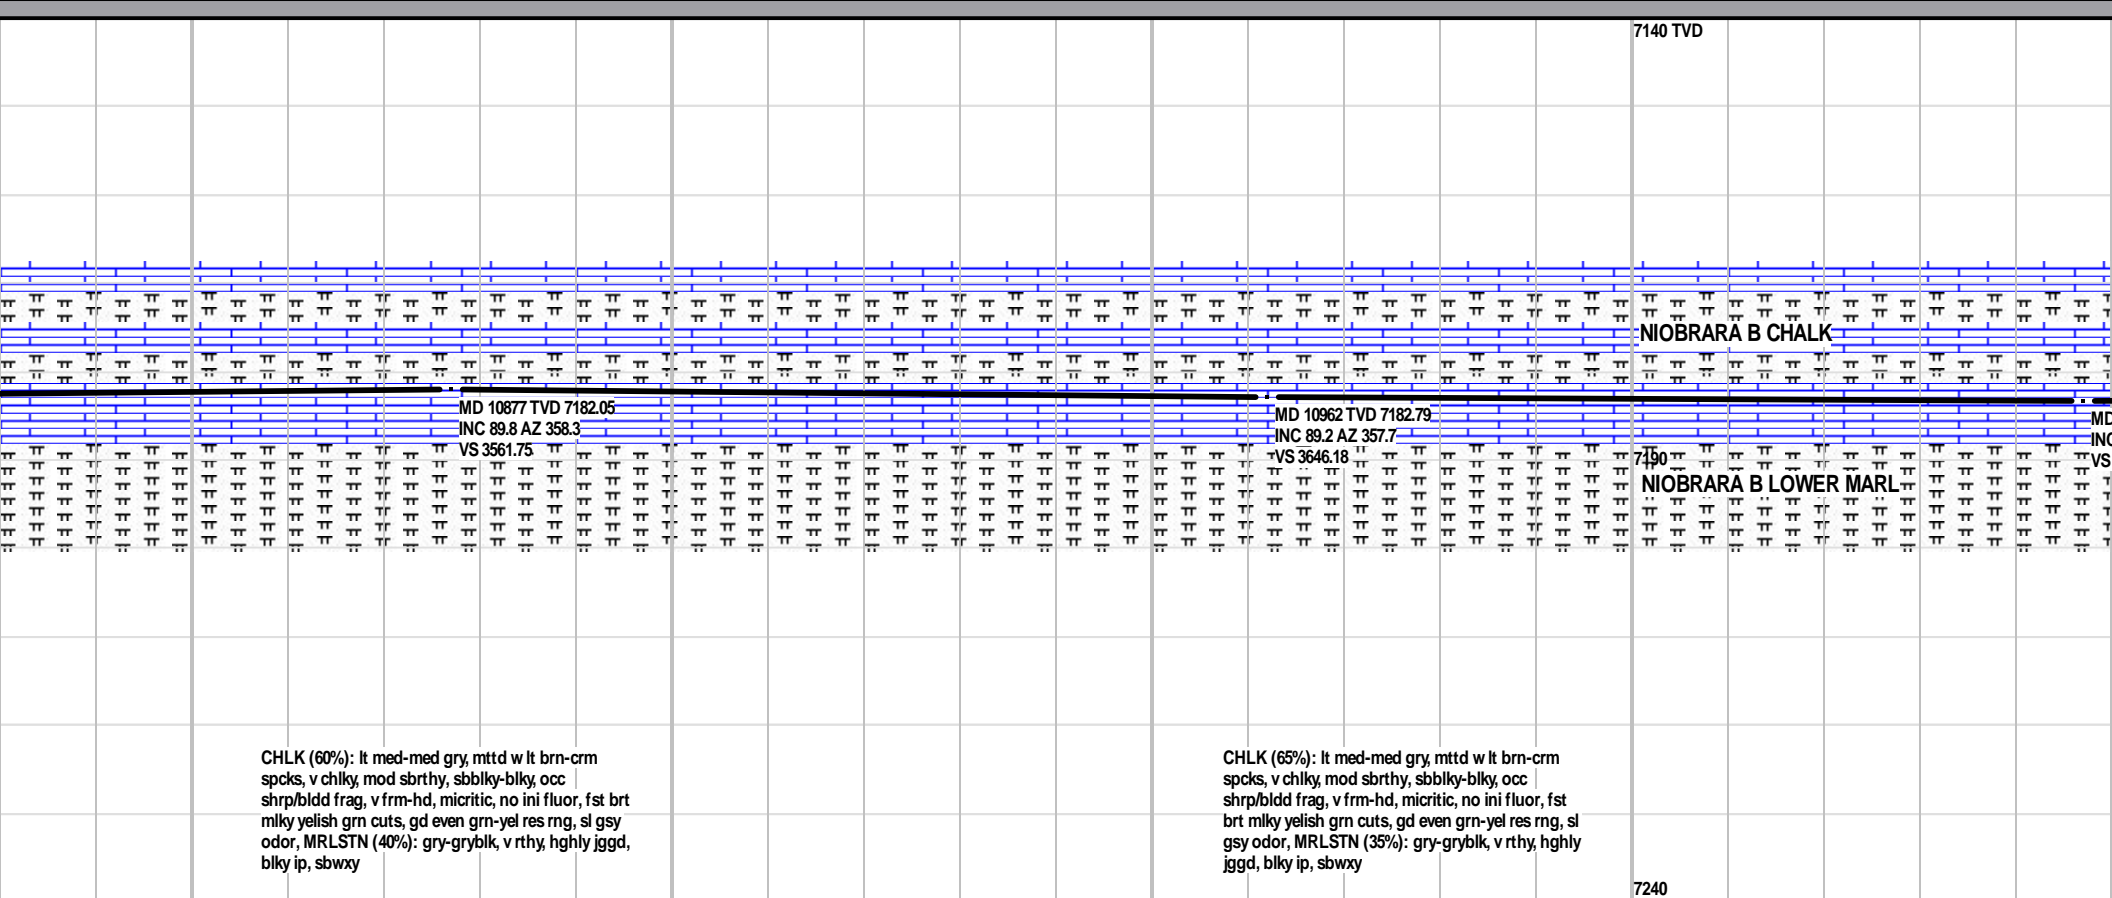 7140 TVD
NIOBRARA B CHALK
MD 10877 TVD 7182.05
INC 89.8 AZ 358.3
VS 3561.75
MD 10962 TVD 7182.79
INC 89.2 AZ 357.7
VS 3646.18
MD
INC
VS
7190
NIOBRARA B LOWER MARL
CHLK (60%): lt med-med gry, mttd w lt brn-crm
spcks, v chlky, mod sbrthy, sbblky-blky, occ
shrp/bldd frag, v frm-hd, micritic, no ini fluor, fst brt
mlky yelish grn cuts, gd even grn-yel res rng, sl gsy
odor, MRLSTN (40%): gry-gryblk, v rthy, hghly jggd,
blky ip, sbwxy
CHLK (65%): lt med-med gry, mttd w lt brn-crm
spcks, v chlky, mod sbrthy, sbblky-blky, occ
shrp/bldd frag, v frm-hd, micritic, no ini fluor, fst
brt mlky yelish grn cuts, gd even grn-yel res rng, sl
gsy odor, MRLSTN (35%): gry-gryblk, v rthy, hghly
jggd, blky ip, sbwxy
7240